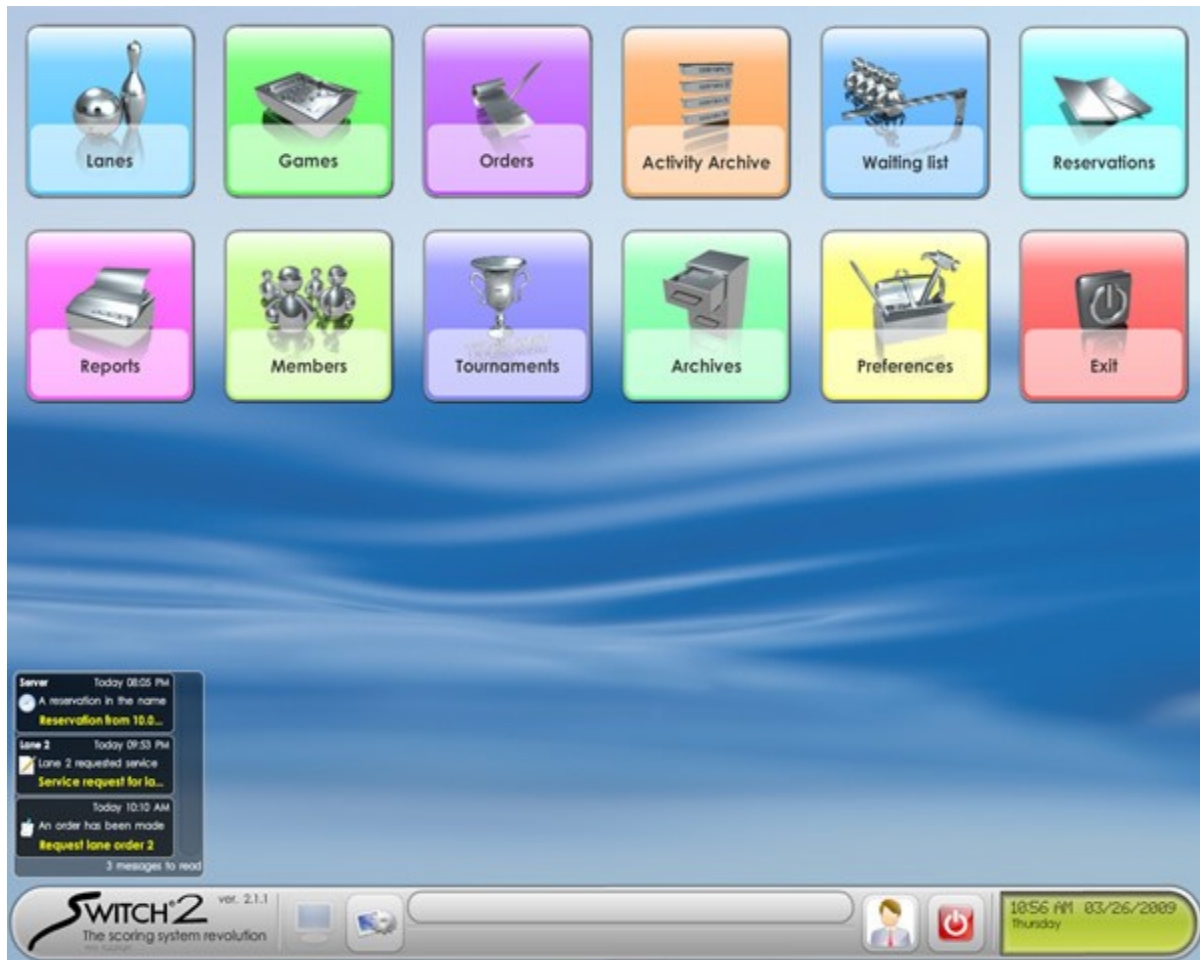 Lanes
Games
Orders
Activity Archive
Waiting list
Reservations
Reports
Members
Tournaments
Archives
Preferences
Exit
Server Today 08:05 PM
A reservation in the name
Reservation from 10.0...
Lane 2 Today 09:53 PM
Lane 2 requested service
Service request for la...
Today 10:10 AM
An order has been made
Request lane order 2
3 messages to read
SWITCH®2 ver. 2.1.1
The scoring system revolution
10:56 AM 03/26/2009
Thursday